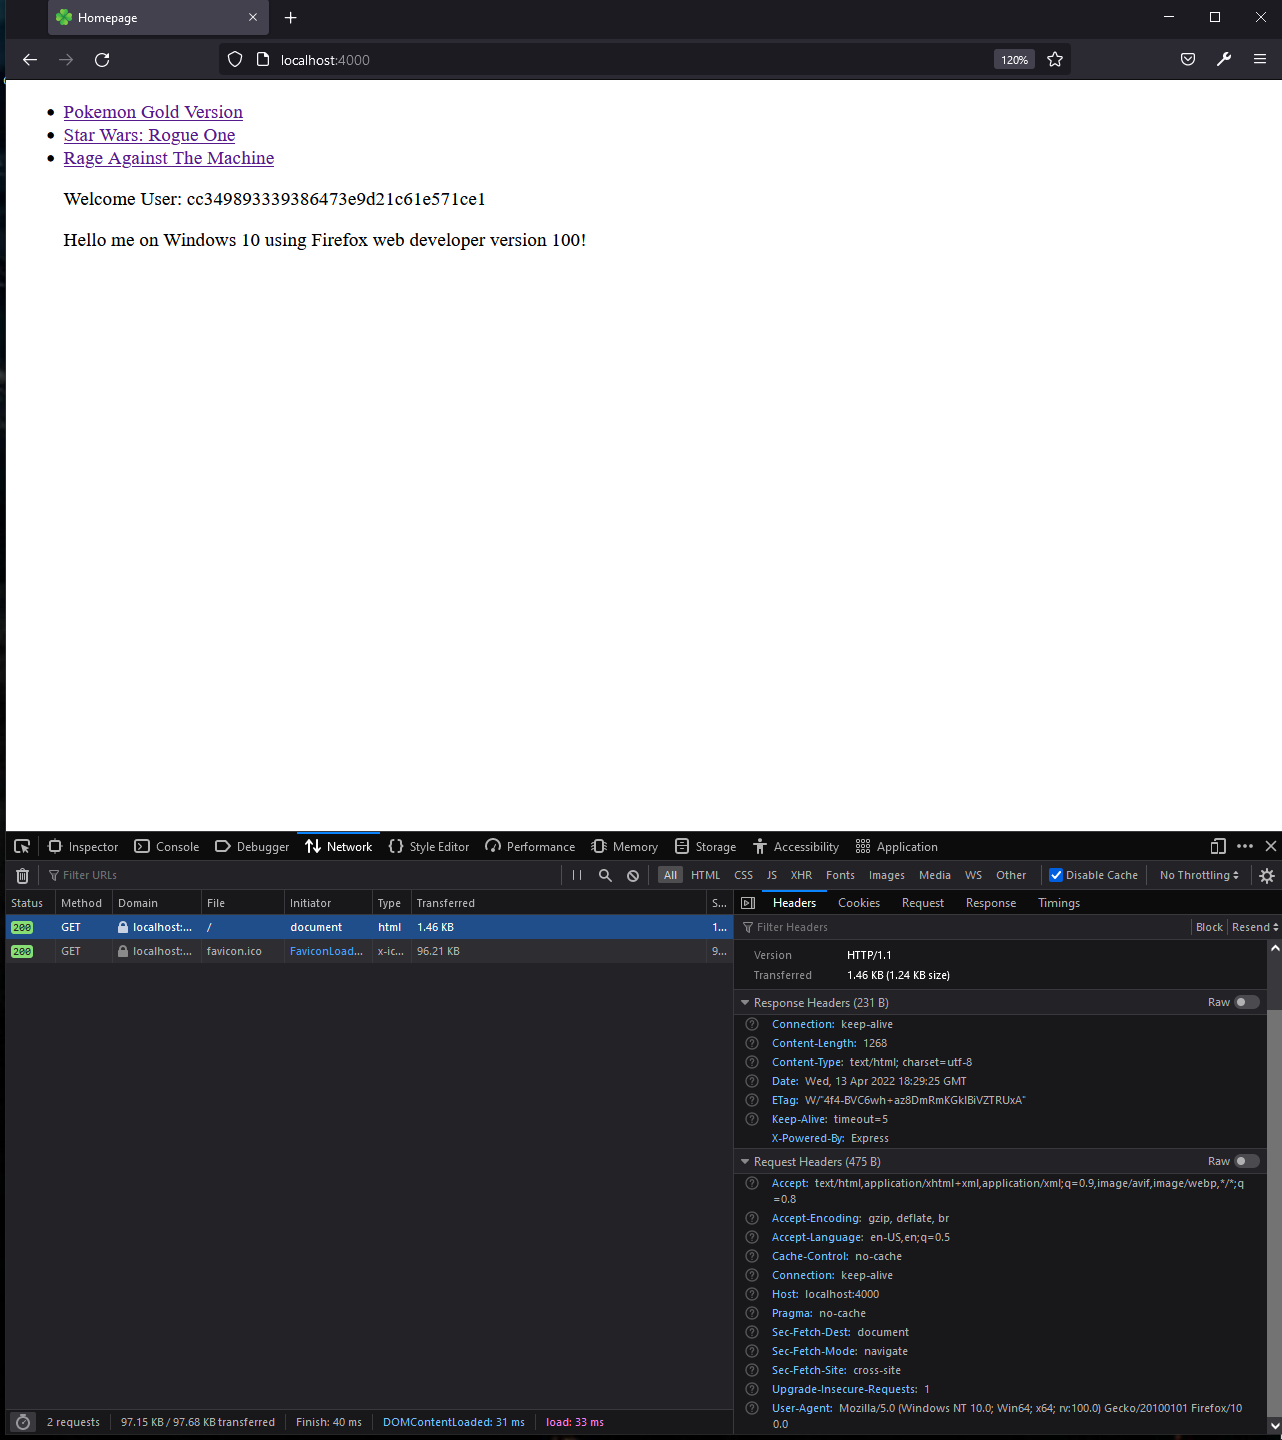 Homepage
localhost:4000
120%
Pokemon Gold Version
Star Wars: Rogue One
Rage Against The Machine
Welcome User: cc349893339386473e9d21c61e571ce1
Hello me on Windows 10 using Firefox web developer version 100!
Inspector Console Debugger Network Style Editor Performance Memory Storage Accessibility Application
Filter URLs
All HTML CSS JS XHR Fonts Images Media WS Other Disable Cache No Throttling
Status Method Domain File Initiator Type Transferred S...
200 GET localhost:... / document html 1.46 KB 1...
200 GET localhost:... favicon.ico FaviconLoad... x-ic... 96.21 KB 9...
Headers Cookies Request Response Timings
Filter Headers Block Resend
Version HTTP/1.1
Transferred 1.46 KB (1.24 KB size)
Response Headers (231 B) Raw
Connection: keep-alive
Content-Length: 1268
Content-Type: text/html; charset=utf-8
Date: Wed, 13 Apr 2022 18:29:25 GMT
ETag: W/"4f4-BVC6wh+az8DmRmKGkIBiVZTRUxA"
Keep-Alive: timeout=5
X-Powered-By: Express
Request Headers (475 B) Raw
Accept: text/html,application/xhtml+xml,application/xml;q=0.9,image/avif,image/webp,*/*;q
=0.8
Accept-Encoding: gzip, deflate, br
Accept-Language: en-US,en;q=0.5
Cache-Control: no-cache
Connection: keep-alive
Host: localhost:4000
Pragma: no-cache
Sec-Fetch-Dest: document
Sec-Fetch-Mode: navigate
Sec-Fetch-Site: cross-site
Upgrade-Insecure-Requests: 1
User-Agent: Mozilla/5.0 (Windows NT 10.0; Win64; x64; rv:100.0) Gecko/20100101 Firefox/10
0.0
2 requests 97.15 KB / 97.68 KB transferred Finish: 40 ms DOMContentLoaded: 31 ms load: 33 ms